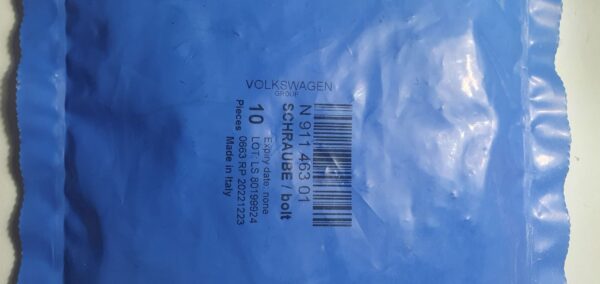 VOLKSWAGEN
GROUP
N 911 463 01
SCHRAUBE / bolt
10
Pieces
Expiry date: none
LOT: LS 80199924
0663 RP 20221223
Made in Italy